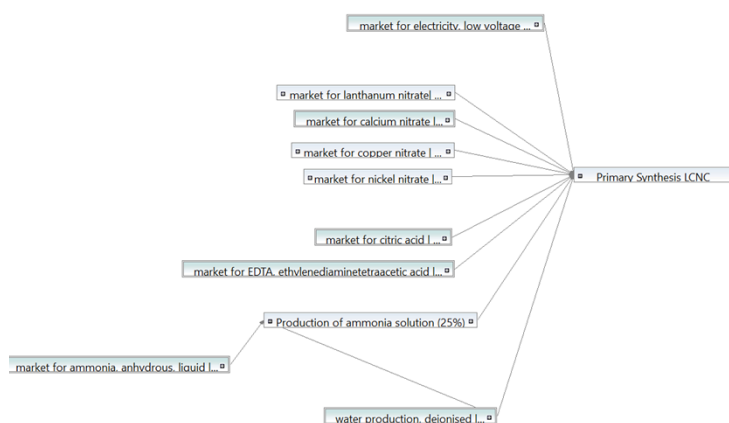 market for electricity, low voltage ...
market for lanthanum nitrate| ...
market for calcium nitrate |...
market for copper nitrate | ...
market for nickel nitrate |...
Primary Synthesis LCNC
market for citric acid | ...
market for EDTA, ethylenediaminetetraacetic acid |...
Production of ammonia solution (25%)
market for ammonia, anhydrous, liquid |...
water production, deionised |...